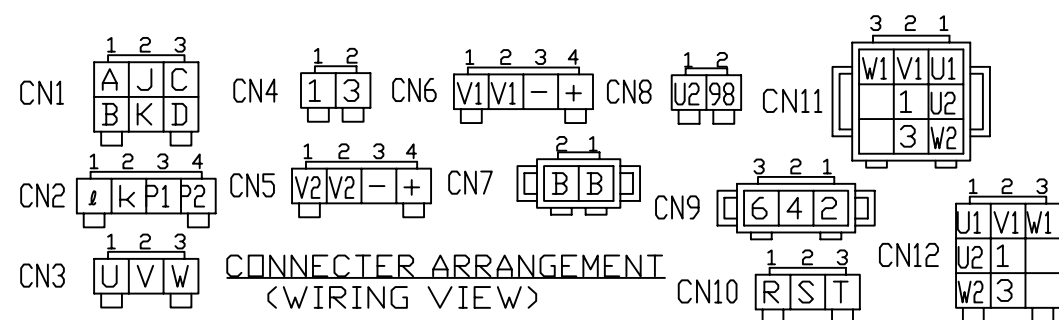 CN1
1 2 3
A J C
B K D
CN4
1 2
1 3
CN6
1 2 3 4
V1 V1 - +
CN8
1 2
U2 98
CN11
3 2 1
W1 V1 U1
1 U2
3 W2
CN2
1 2 3 4
ℓ k P1 P2
CN5
1 2 3 4
V2 V2 - +
CN7
2 1
B B
CN9
3 2 1
6 4 2
CN12
1 2 3
U1 V1 W1
U2 1
W2 3
CN3
1 2 3
U V W
CONNECTER ARRANGEMENT
(WIRING VIEW)
CN10
1 2 3
R S T